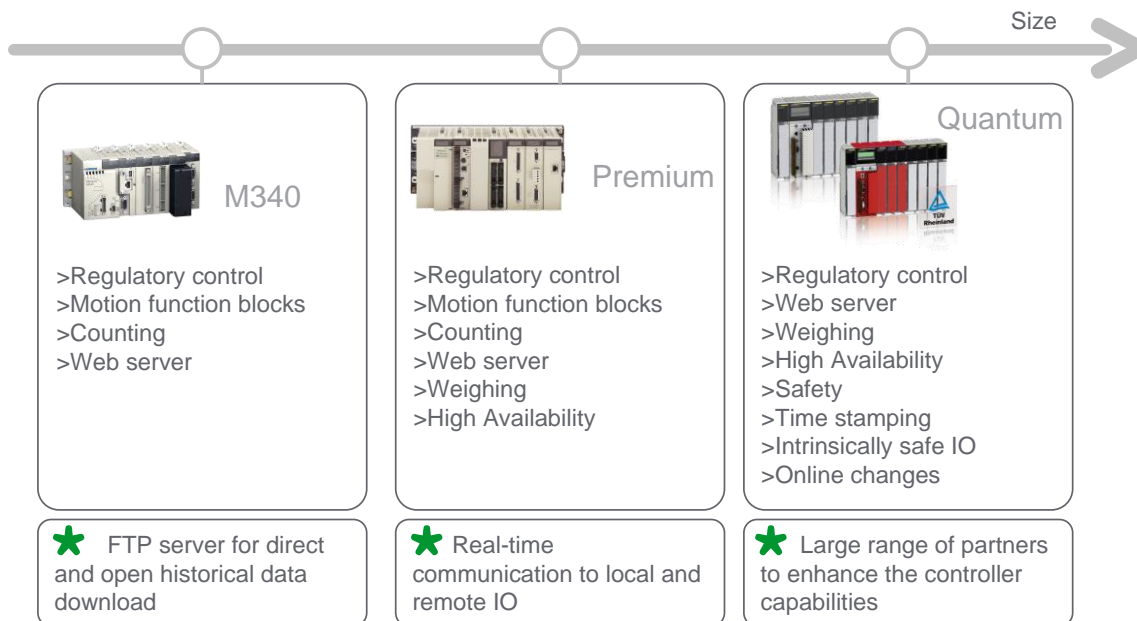 Size
M340
>Regulatory control
>Motion function blocks
>Counting
>Web server
FTP server for direct
and open historical data
download
Premium
>Regulatory control
>Motion function blocks
>Counting
>Web server
>Weighing
>High Availability
Real-time
communication to local and
remote IO
Quantum
TÜV
Rheinland
>Regulatory control
>Web server
>Weighing
>High Availability
>Safety
>Time stamping
>Intrinsically safe IO
>Online changes
Large range of partners
to enhance the controller
capabilities